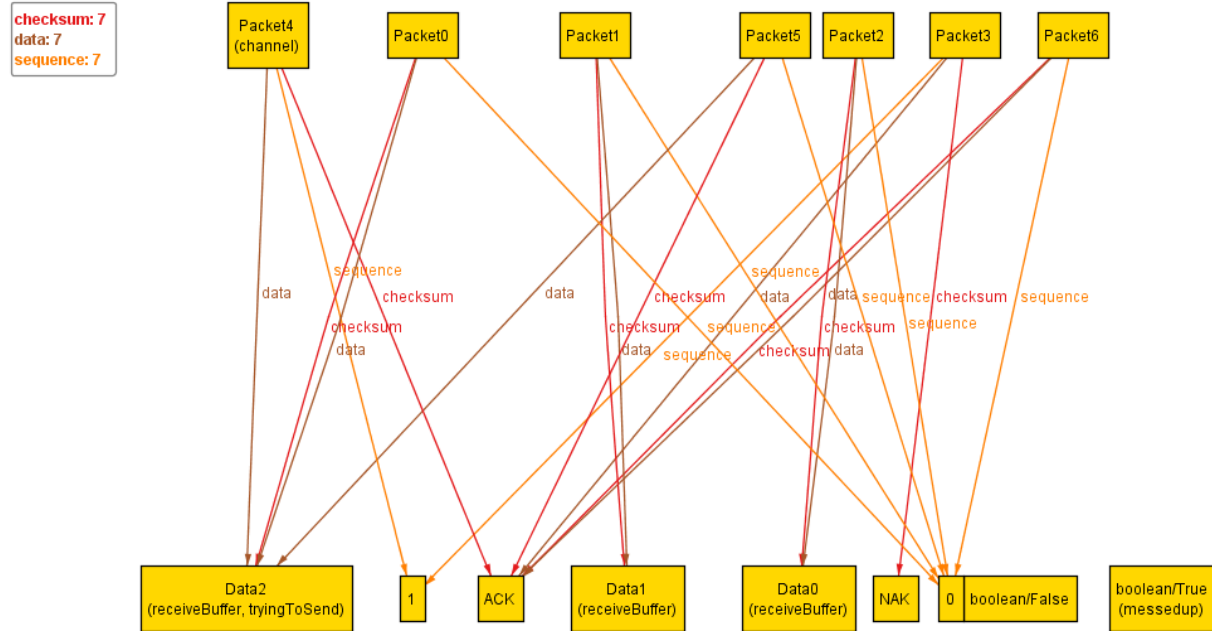 checksum: 7
data: 7
sequence: 7
Packet4
(channel)
Packet0
Packet1
Packet5
Packet2
Packet3
Packet6
sequence
sequence
data
checksum
data
checksum
data
data
sequence
checksum
sequence
checksum
checksum
sequence
checksum
sequence
data
sequence
data
checksum
data
Data2
(receiveBuffer, tryingToSend)
1
ACK
Data1
(receiveBuffer)
Data0
(receiveBuffer)
NAK
0
boolean/False
boolean/True
(messedup)